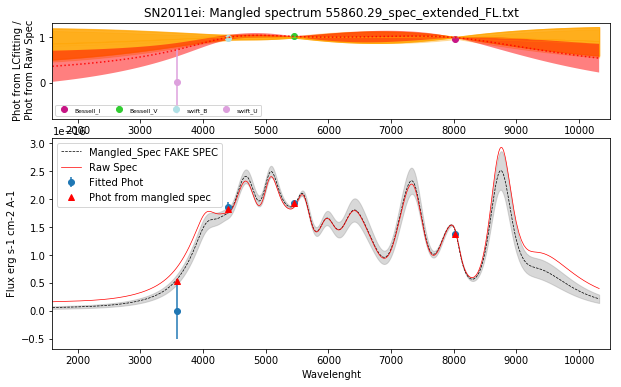 SN2011ei: Mangled spectrum 55860.29_spec_extended_FL.txt
Phot from LCfitting /
Phot from Raw Spec
1
0
Bessell_I
Bessell_V
swift_B
swift_U
2000 3000 4000 5000 6000 7000 8000 9000 10000
3.0
2.5
2.0
1.5
1.0
0.5
0.0
−0.5
Flux erg s-1 cm-2 A-1
Mangled_Spec FAKE SPEC
Raw Spec
Fitted Phot
Phot from mangled spec
2000 3000 4000 5000 6000 7000 8000 9000 10000
Wavelenght